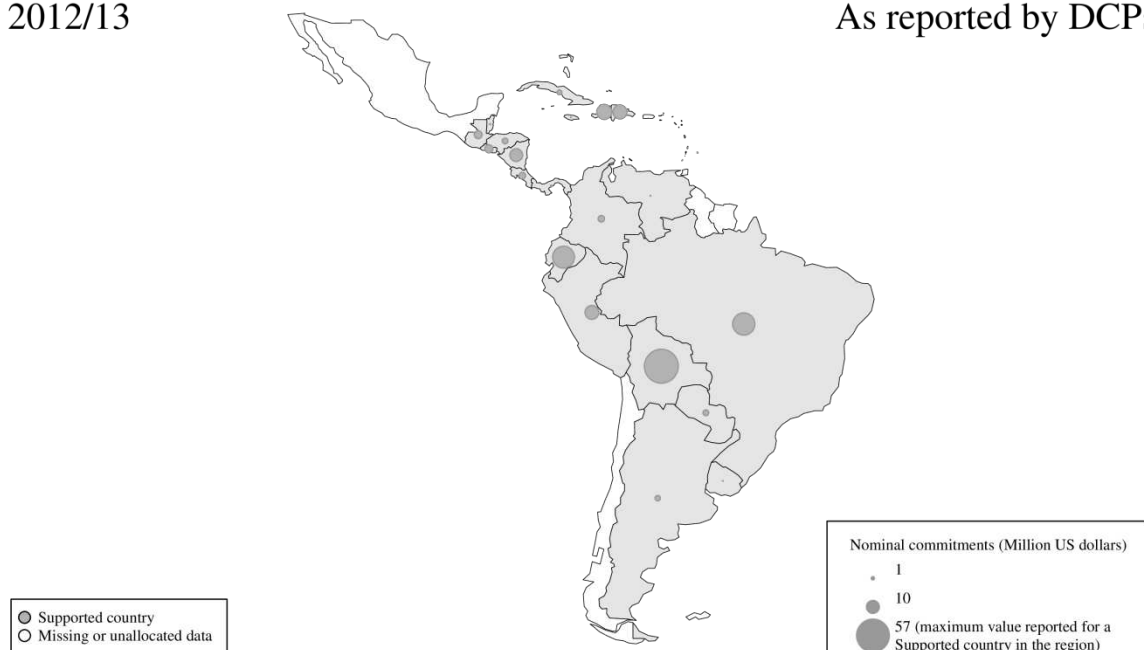 2012/13
As reported by DCPs
Supported country
Missing or unallocated data
Nominal commitments (Million US dollars)
1
10
57 (maximum value reported for a
Supported country in the region)